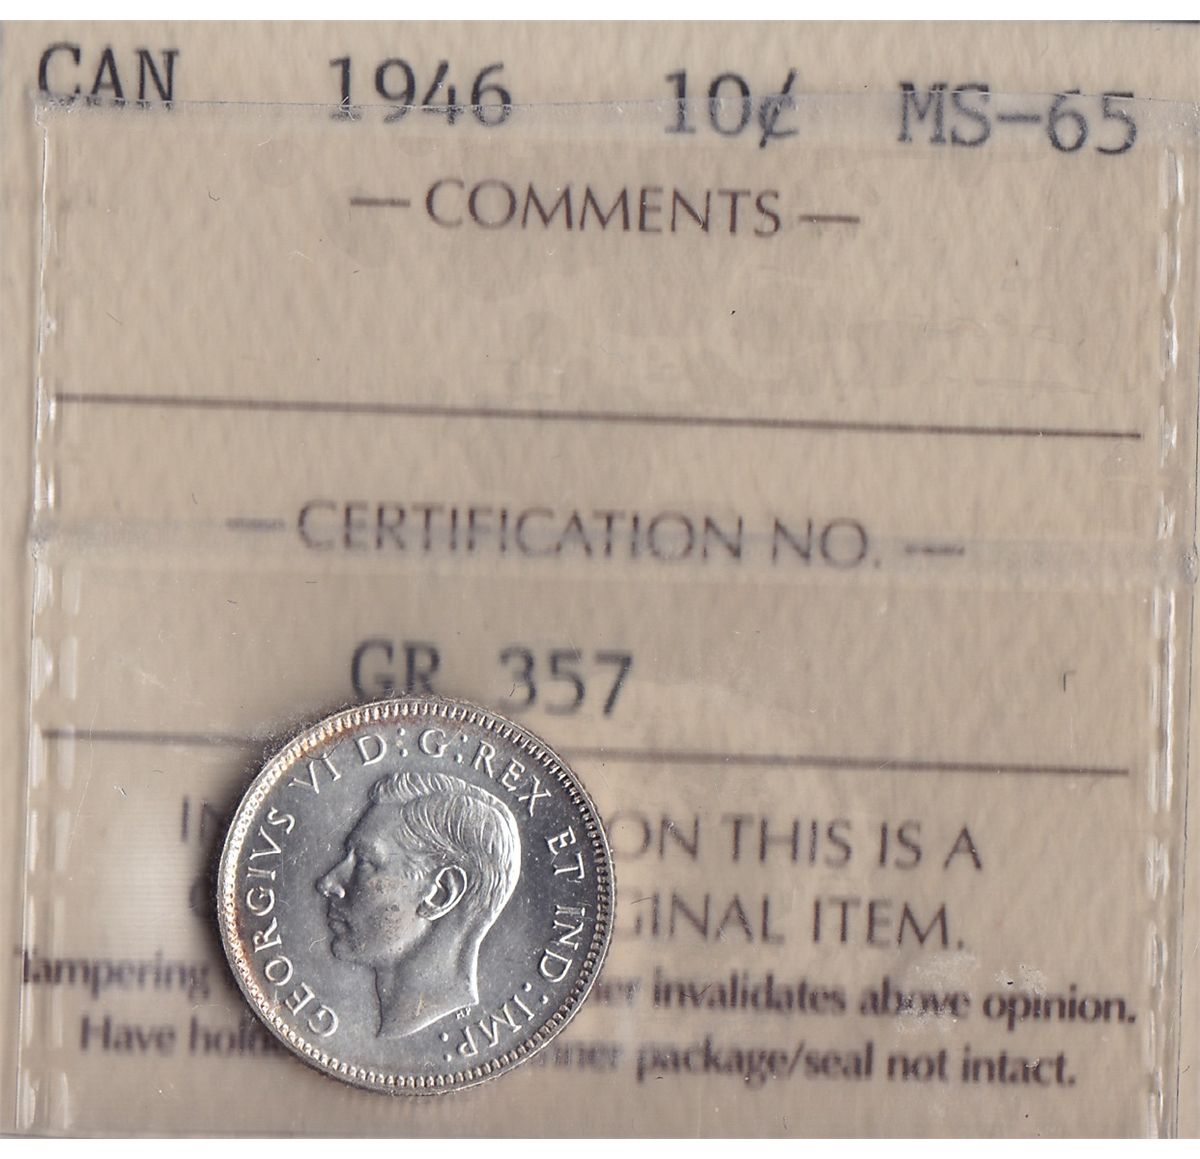 CAN 1946 10¢ MS-65
— COMMENTS —
— CERTIFICATION NO. —
GR 357
ON THIS IS A
GINAL ITEM.
Tampering invalidates above opinion.
Have package/seal not intact.
GEORGIVS VI D:G:REX ET IND:IMP:
HP